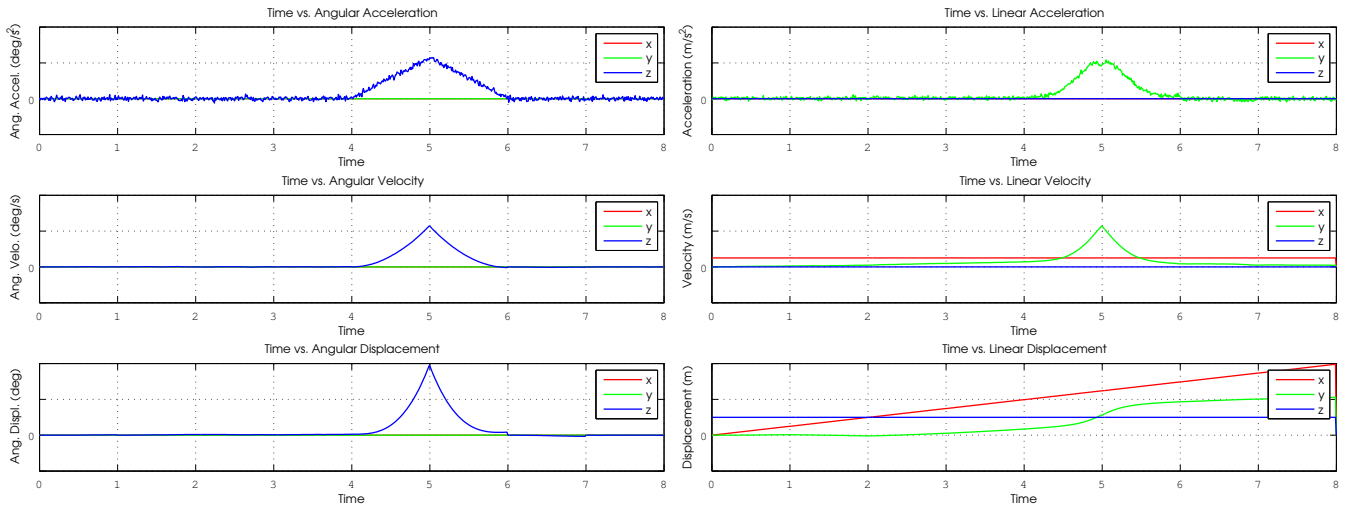 Time vs. Angular Acceleration
Ang. Accel. (deg/s²)
x
y
z
0
0 1 2 3 4 5 6 7 8
Time
Time vs. Linear Acceleration
Acceleration (m/s²)
x
y
z
0
0 1 2 3 4 5 6 7 8
Time
Time vs. Angular Velocity
Ang. Velo. (deg/s)
x
y
z
0
0 1 2 3 4 5 6 7 8
Time
Time vs. Linear Velocity
Velocity (m/s)
x
y
z
0
0 1 2 3 4 5 6 7 8
Time
Time vs. Angular Displacement
Ang. Displ. (deg)
x
y
z
0
0 1 2 3 4 5 6 7 8
Time
Time vs. Linear Displacement
Displacement (m)
x
y
z
0
0 1 2 3 4 5 6 7 8
Time